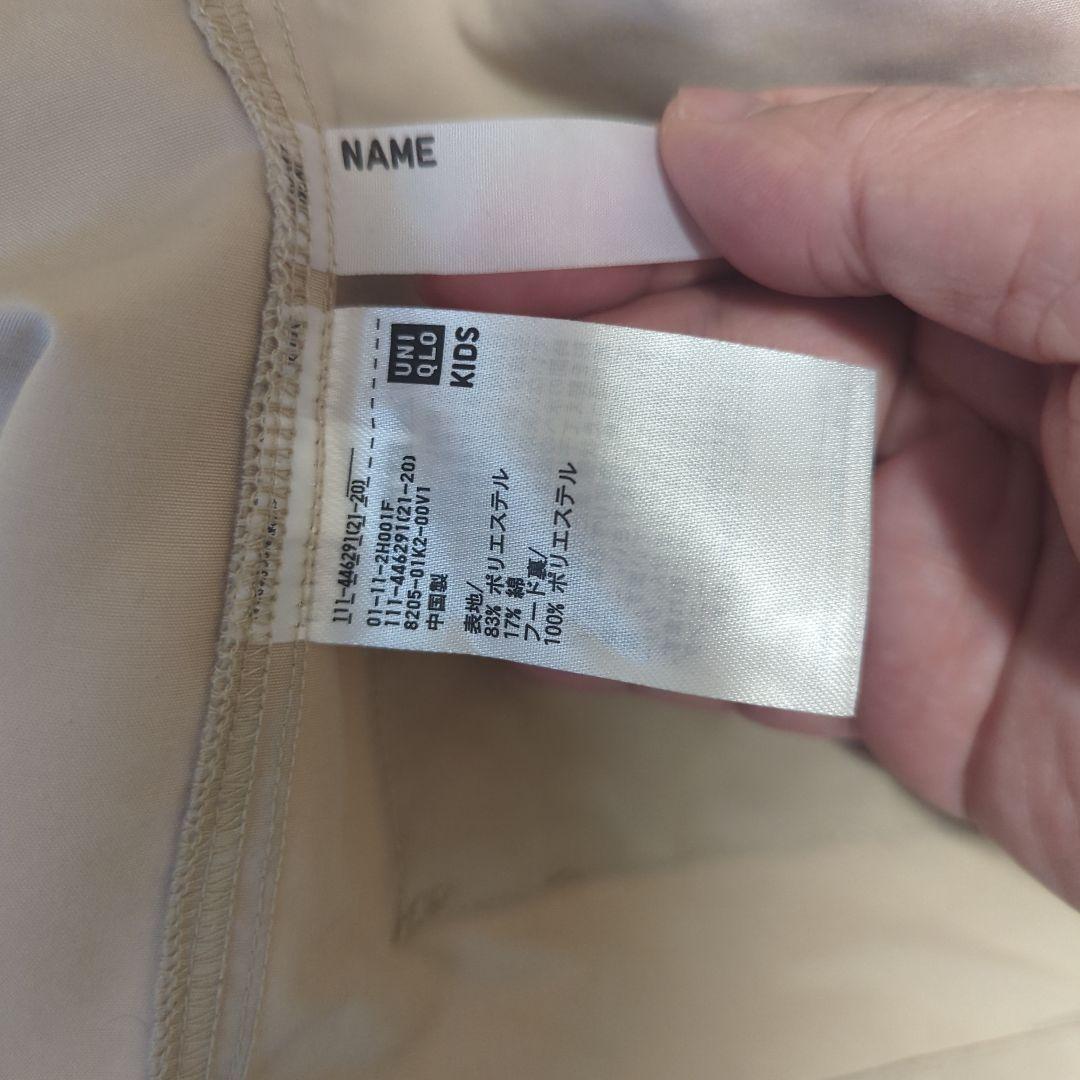 NAME
UNI
QLO
KIDS
111-446291(21-20)
01-11-2H001F
111-446291(21-20)
8205-01K2-00V1
中国製
表地/
83% ポリエステル
17% 綿
フード裏/
100% ポリエステル